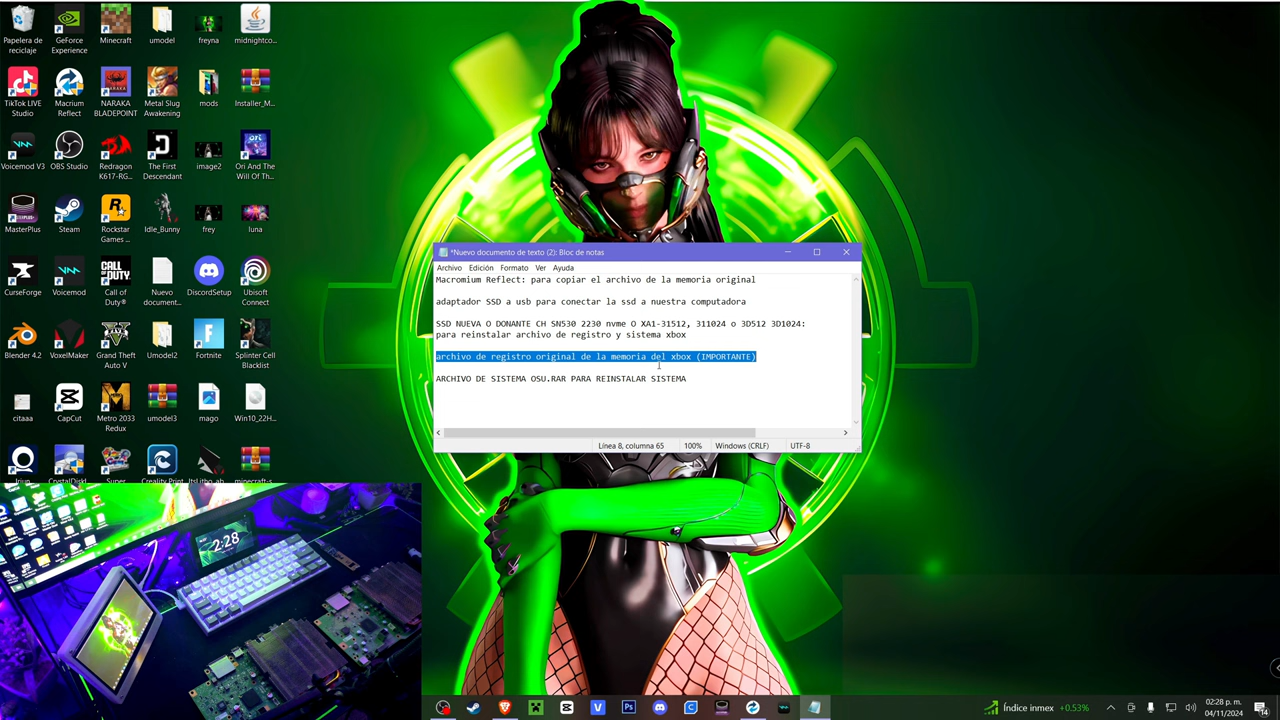 Papelera de reciclaje
GeForce Experience
Minecraft
umodel
freyna
midnightco...
TikTok LIVE Studio
Macrium Reflect
NARAKA BLADEPOINT
Metal Slug Awakening
mods
Installer_M...
Voicemod V3
OBS Studio
Redragon K617-RG...
The First Descendant
image2
Ori And The Will Of Th...
MasterPlus
Steam
Rockstar Games ...
Idle_Bunny
frey
luna
CurseForge
Voicemod
Call of Duty®
Nuevo document...
DiscordSetup
Ubisoft Connect
Blender 4.2
VoxelMaker
Grand Theft Auto V
Umodel2
Fortnite
Splinter Cell Blacklist
citaaa
CapCut
Metro 2033 Redux
umodel3
mago
Win10_22H...
Iriun
CrystalDisk
Super
Creality Print
minecraft-s
*Nuevo documento de texto (2): Bloc de notas
Archivo Edición Formato Ver Ayuda
Macromium Reflect: para copiar el archivo de la memoria original
adaptador SSD a usb para conectar la ssd a nuestra computadora
SSD NUEVA O DONANTE CH SN530 2230 nvme O XA1-31512, 311024 o 3D512 3D1024:
para reinstalar archivo de registro y sistema xbox
archivo de registro original de la memoria del xbox (IMPORTANTE)
ARCHIVO DE SISTEMA OSU.RAR PARA REINSTALAR SISTEMA
Línea 8, columna 65 100% Windows (CRLF) UTF-8
2:28
Índice inmex +0.53%
02:28 p. m.
04/11/2024
14